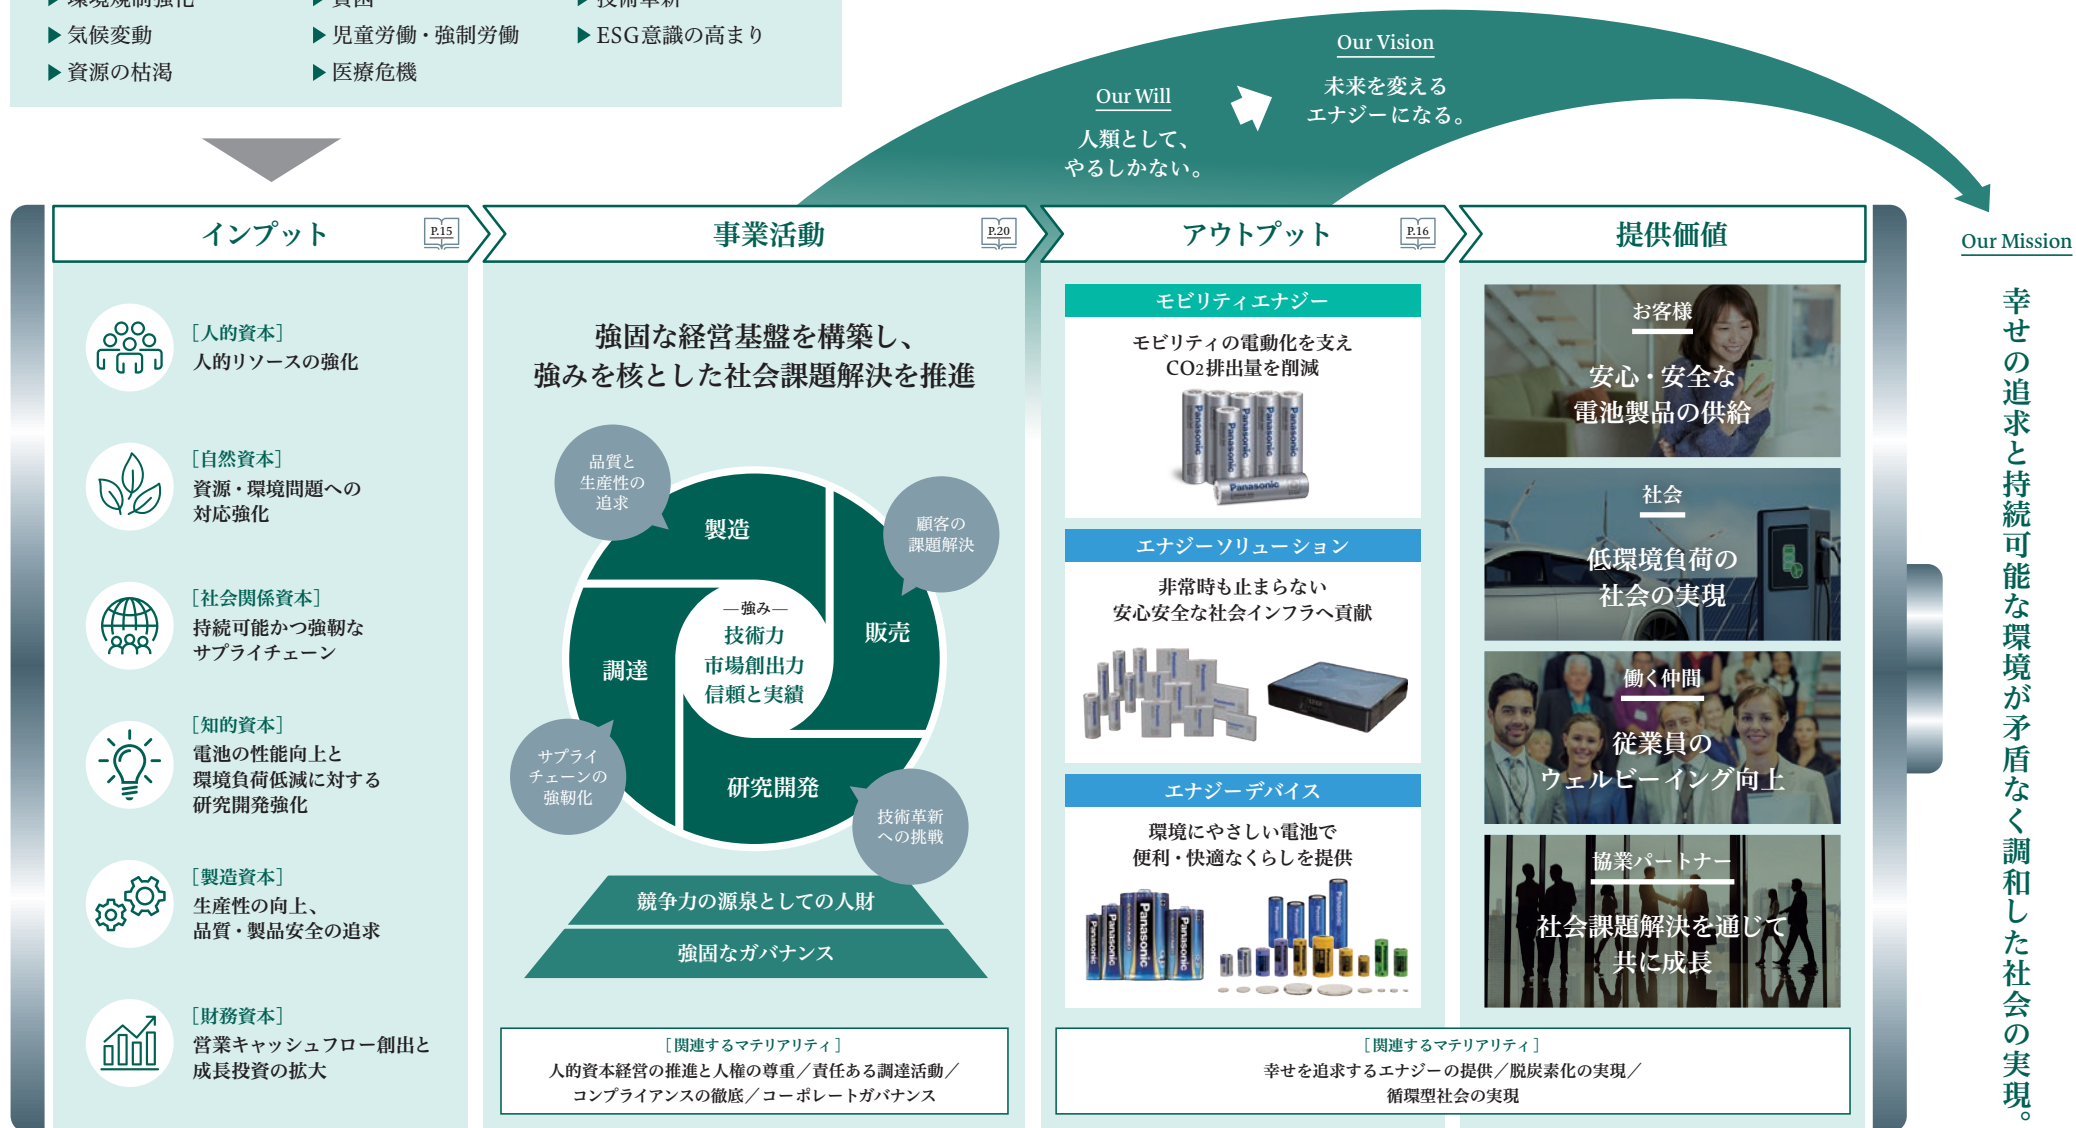 ▶環境規制強化
▶貧困
▶技術革新
▶気候変動
▶児童労働・強制労働
▶ESG意識の高まり
▶資源の枯渇
▶医療危機
Our Will
人類として、
やるしかない。
Our Vision
未来を変える
エナジーになる。
Our Mission
幸せの追求と持続可能な環境が矛盾なく調和した社会の実現。
インプット
P.15
[人的資本]
人的リソースの強化
[自然資本]
資源・環境問題への
対応強化
[社会関係資本]
持続可能かつ強靭な
サプライチェーン
[知的資本]
電池の性能向上と
環境負荷低減に対する
研究開発強化
[製造資本]
生産性の向上、
品質・製品安全の追求
[財務資本]
営業キャッシュフロー創出と
成長投資の拡大
事業活動
P.20
強固な経営基盤を構築し、
強みを核とした社会課題解決を推進
品質と
生産性の
追求
製造
顧客の
課題解決
販売
―強み―
技術力
市場創出力
信頼と実績
調達
サプライ
チェーンの
強靭化
研究開発
技術革新
への挑戦
競争力の源泉としての人財
強固なガバナンス
[関連するマテリアリティ]
人的資本経営の推進と人権の尊重／責任ある調達活動／
コンプライアンスの徹底／コーポレートガバナンス
アウトプット
P.16
モビリティエナジー
モビリティの電動化を支え
CO2排出量を削減
Panasonic
Panasonic
Panasonic
Panasonic
Panasonic
エナジーソリューション
非常時も止まらない
安心安全な社会インフラへ貢献
エナジーデバイス
環境にやさしい電池で
便利・快適なくらしを提供
Panasonic
Panasonic
Panasonic
Panasonic
提供価値
お客様
安心・安全な
電池製品の供給
社会
低環境負荷の
社会の実現
働く仲間
従業員の
ウェルビーイング向上
協業パートナー
社会課題解決を通じて
共に成長
[関連するマテリアリティ]
幸せを追求するエナジーの提供／脱炭素化の実現／
循環型社会の実現